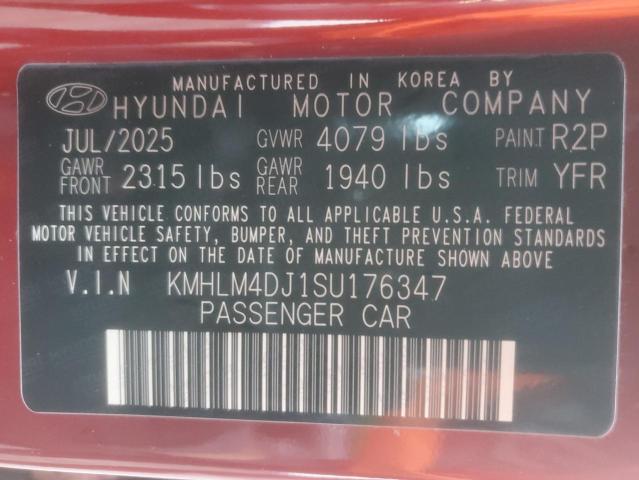 MANUFACTURED IN KOREA BY
HYUNDAI MOTOR COMPANY
JUL/2025 GVWR 4079 lbs PAINT R2P
GAWR FRONT 2315 lbs GAWR REAR 1940 lbs TRIM YFR
THIS VEHICLE CONFORMS TO ALL APPLICABLE U.S.A. FEDERAL
MOTOR VEHICLE SAFETY, BUMPER, AND THEFT PREVENTION STANDARDS
IN EFFECT ON THE DATE OF MANUFACTURE SHOWN ABOVE
V.I.N KMHLM4DJ1SU176347
PASSENGER CAR